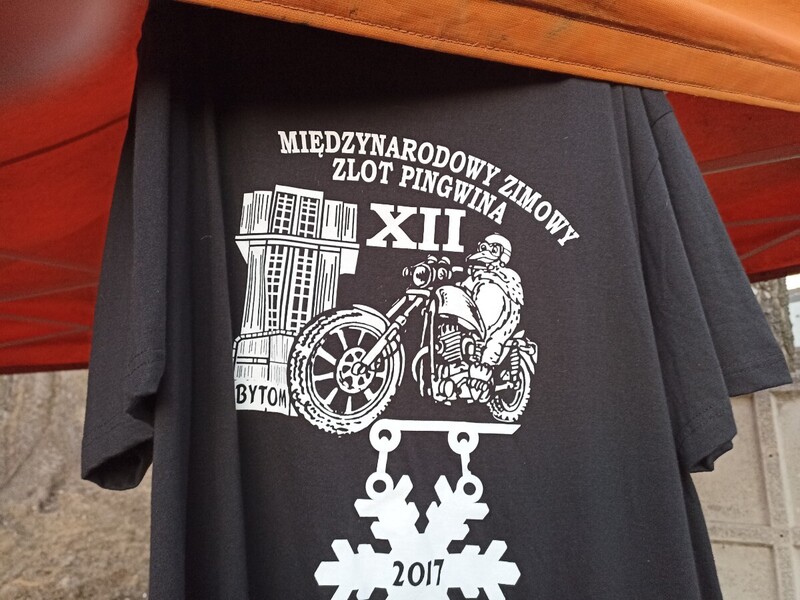 MIĘDZYNARODOWY ZIMOWY
ZLOT PINGWINA
XII
BYTOM
2017